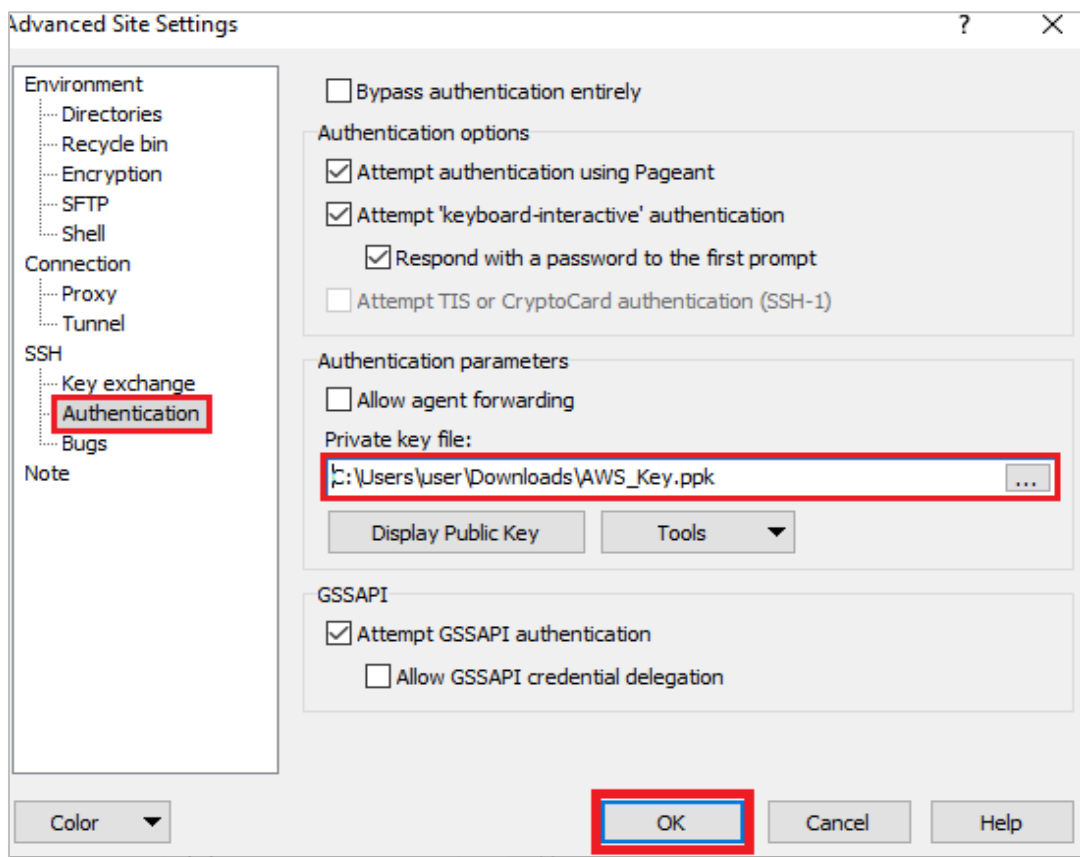 Advanced Site Settings
?
Environment
Directories
Recycle bin
Encryption
SFTP
Shell
Connection
Proxy
Tunnel
SSH
Key exchange
Authentication
Bugs
Note
Bypass authentication entirely
Authentication options
Attempt authentication using Pageant
Attempt 'keyboard-interactive' authentication
Respond with a password to the first prompt
Attempt TIS or CryptoCard authentication (SSH-1)
Authentication parameters
Allow agent forwarding
Private key file:
C:\Users\user\Downloads\AWS_Key.ppk
...
Display Public Key
Tools
GSSAPI
Attempt GSSAPI authentication
Allow GSSAPI credential delegation
Color
OK
Cancel
Help